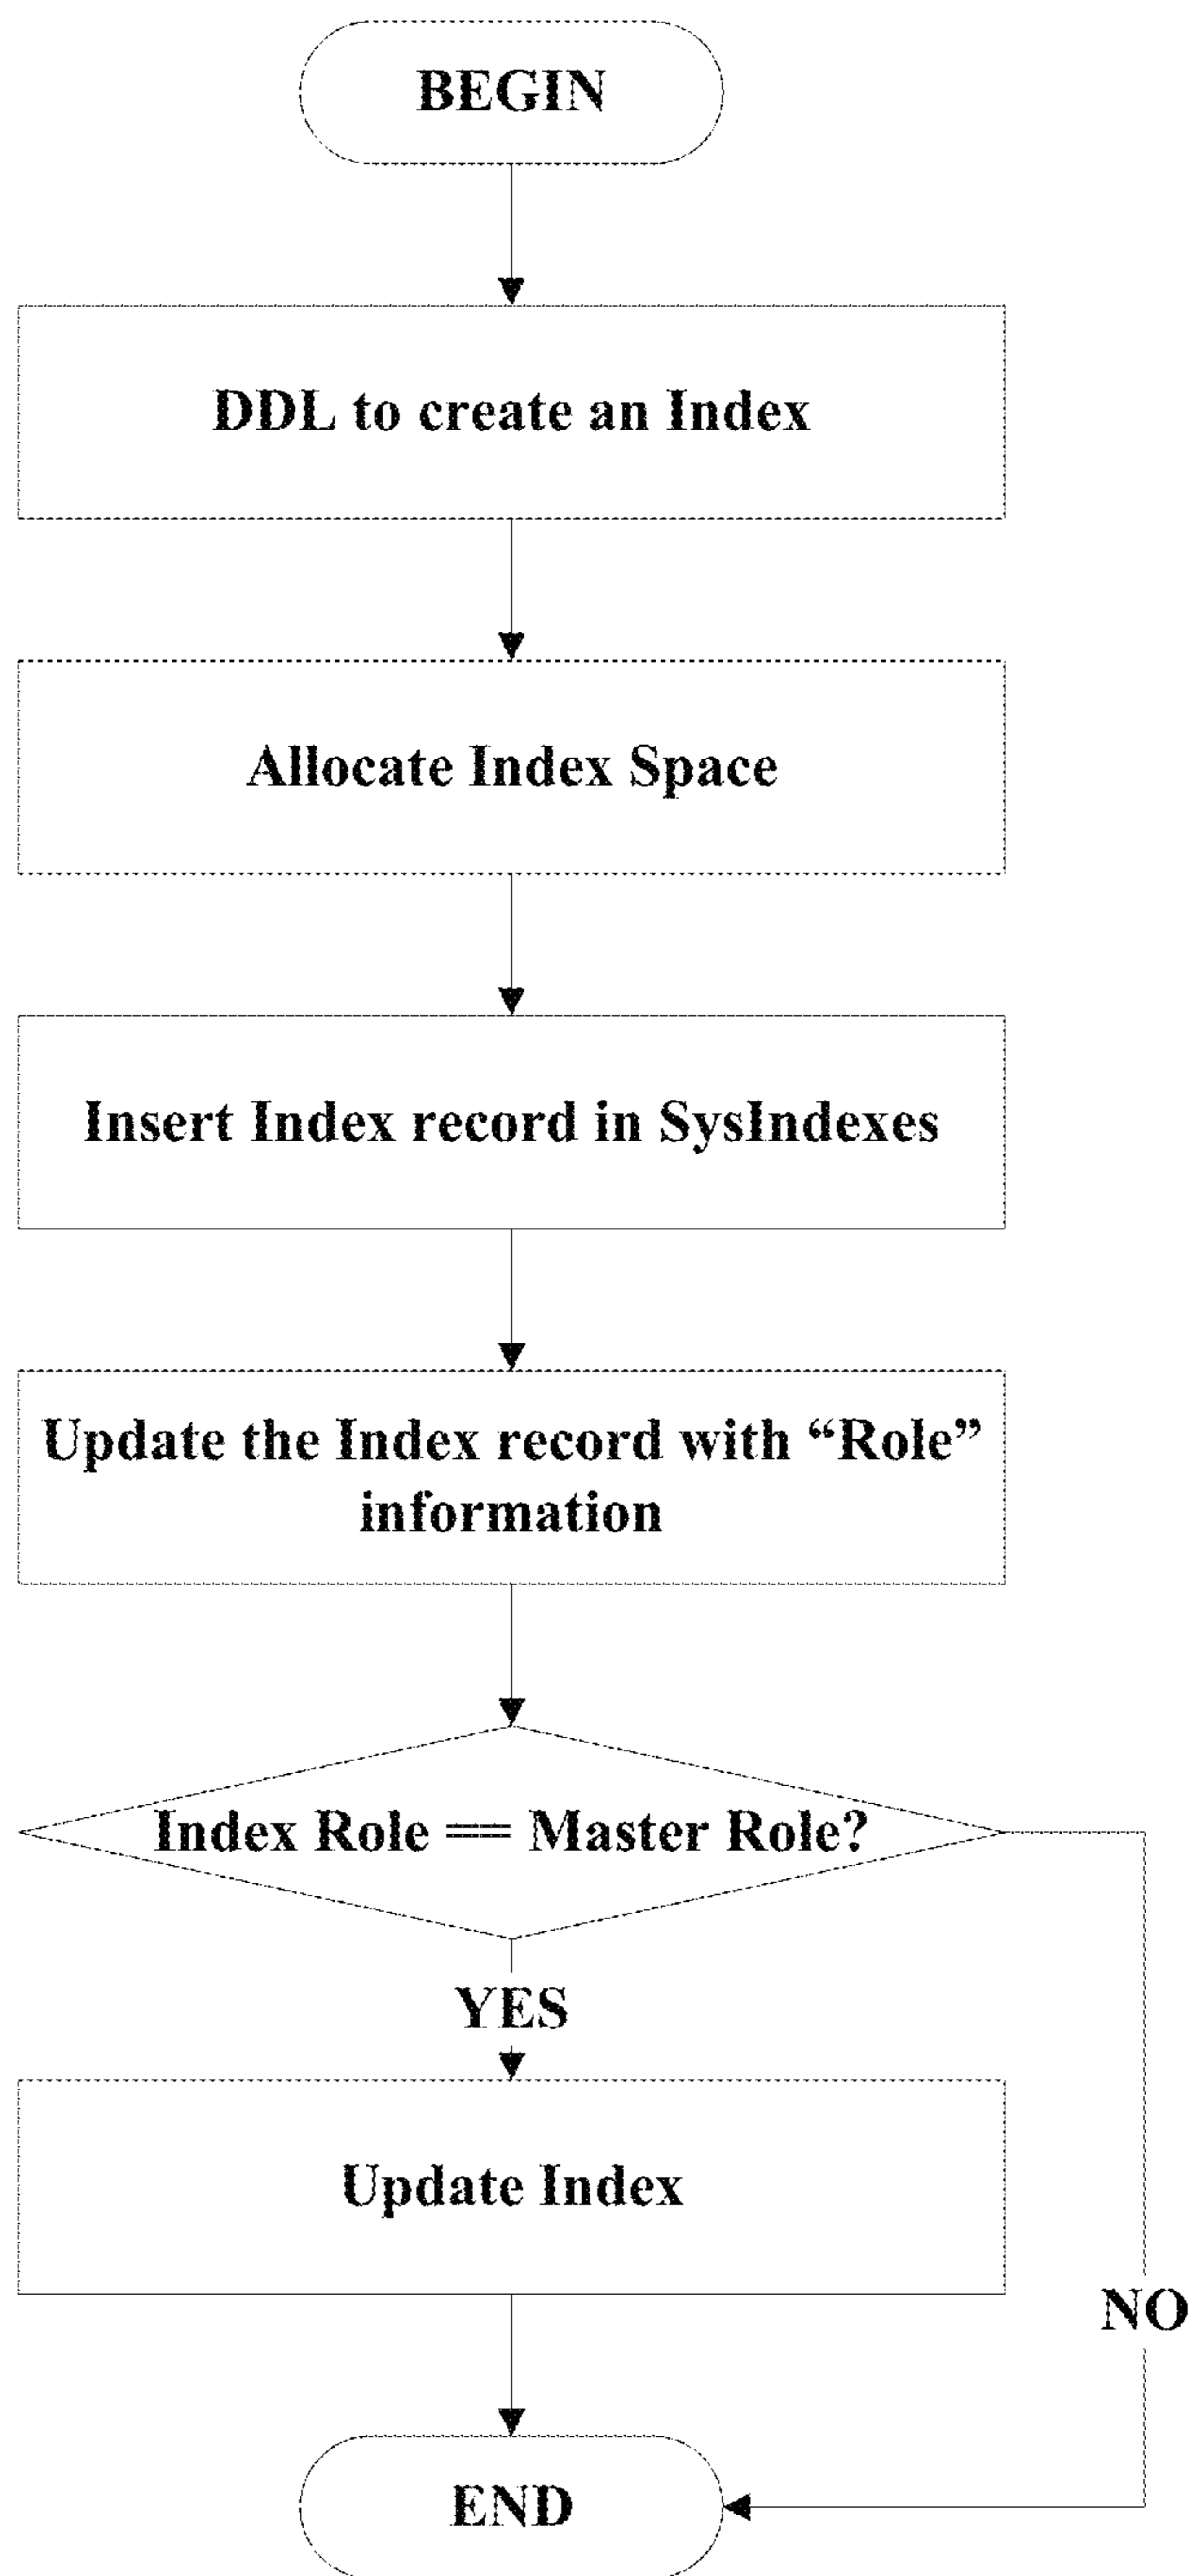 BEGIN
DDL to create an Index
Allocate Index Space
Insert Index record in SysIndexes
Update the Index record with “Role”
information
Index Role == Master Role?
YES
Update Index
NO
END